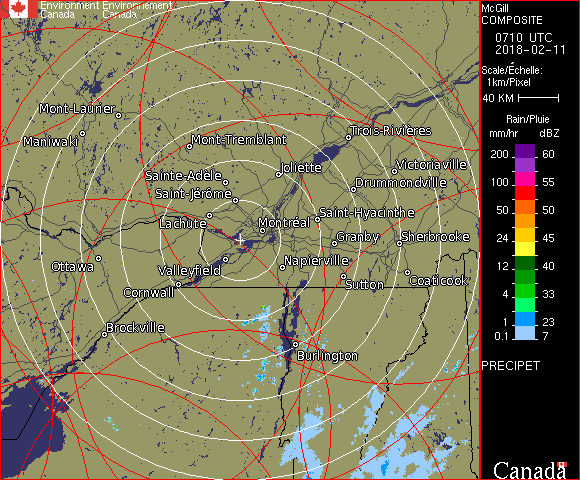 Environment Environnement
Canada Canada
McGill
COMPOSITE
0710 UTC
2018-02-11
Scale/Échelle:
1km/Pixel
40 KM
Rain/Pluie
mm/hr dBZ
200 60
100 55
50 50
24 45
12 40
4 33
1 23
0.1 7
PRECIPET
Canada
Mont-Laurier
Maniwaki
Mont-Tremblant
Trois-Rivières
Sainte-Adèle
Joliette
Victoriaville
Saint-Jérôme
Drummondville
Lachute
Montréal
Saint-Hyacinthe
Granby
Sherbrooke
Ottawa
Valleyfield
Napierville
Cornwall
Sutton
Coaticook
Brockville
Burlington